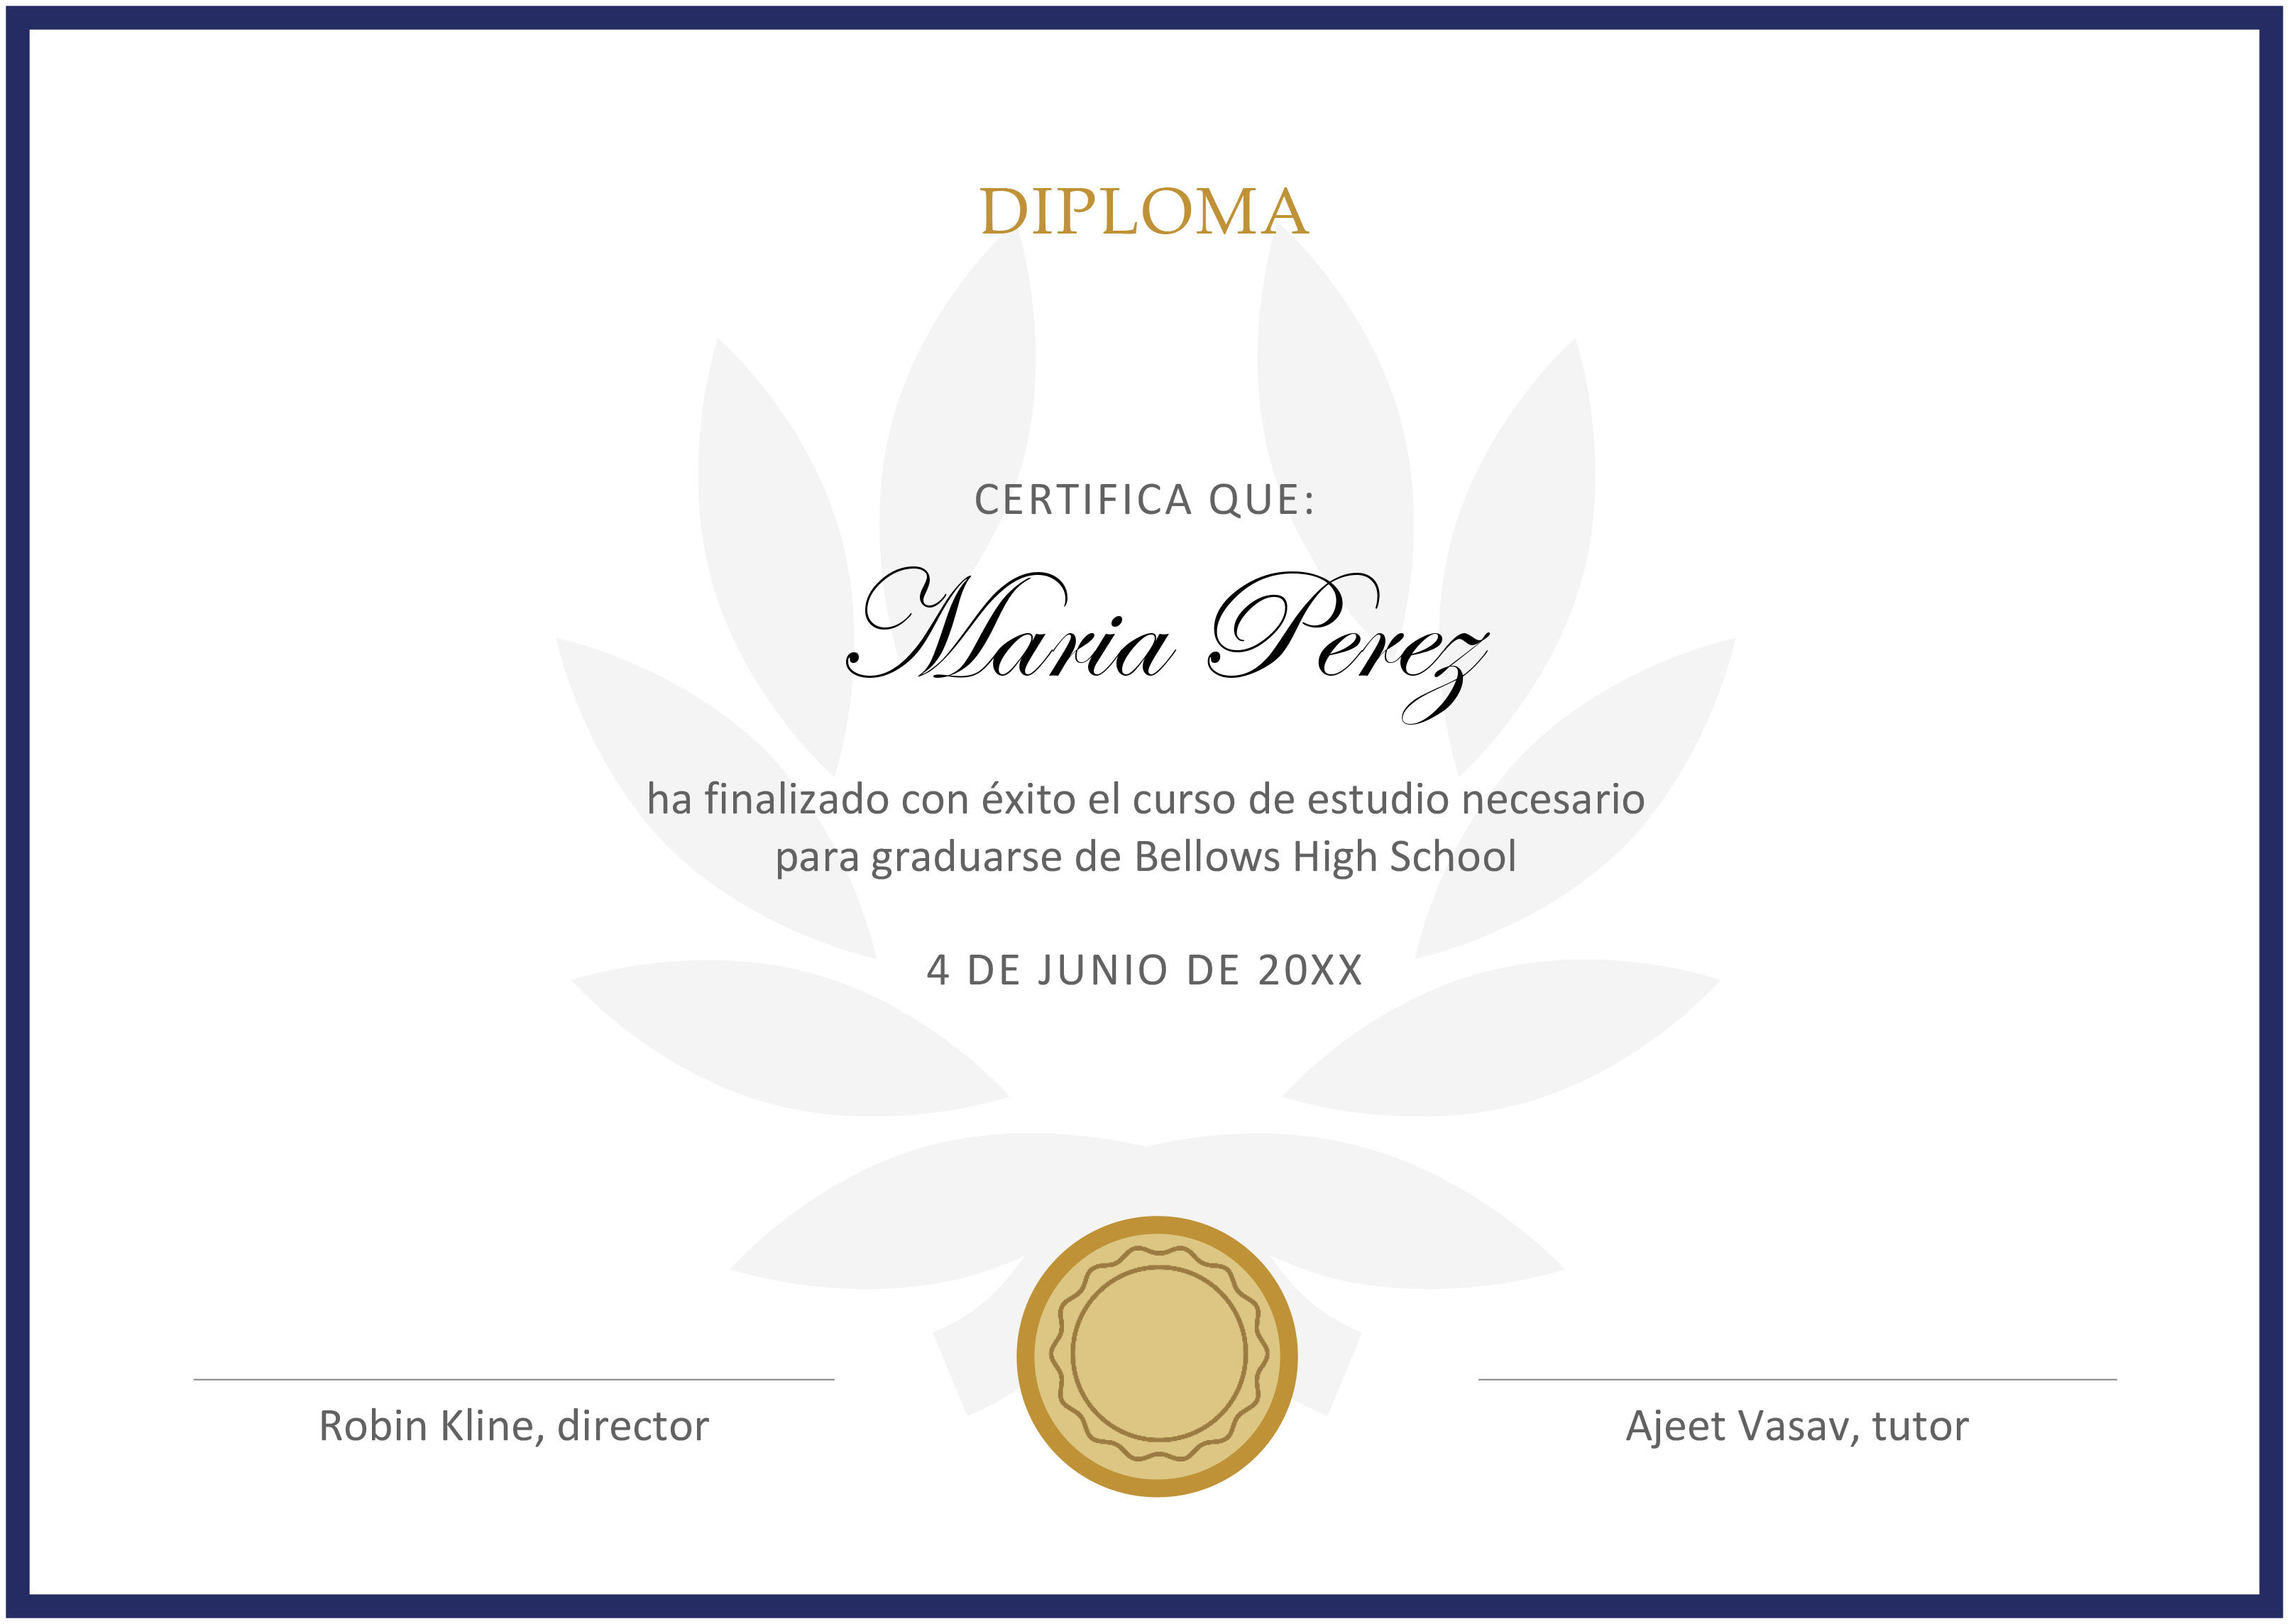 DIPLOMA
CERTIFICA QUE:
Maria Perez
ha finalizado con éxito el curso de estudio necesario
para graduarse de Bellows High School
4 DE JUNIO DE 20XX
Robin Kline, director
Ajeet Vasav, tutor